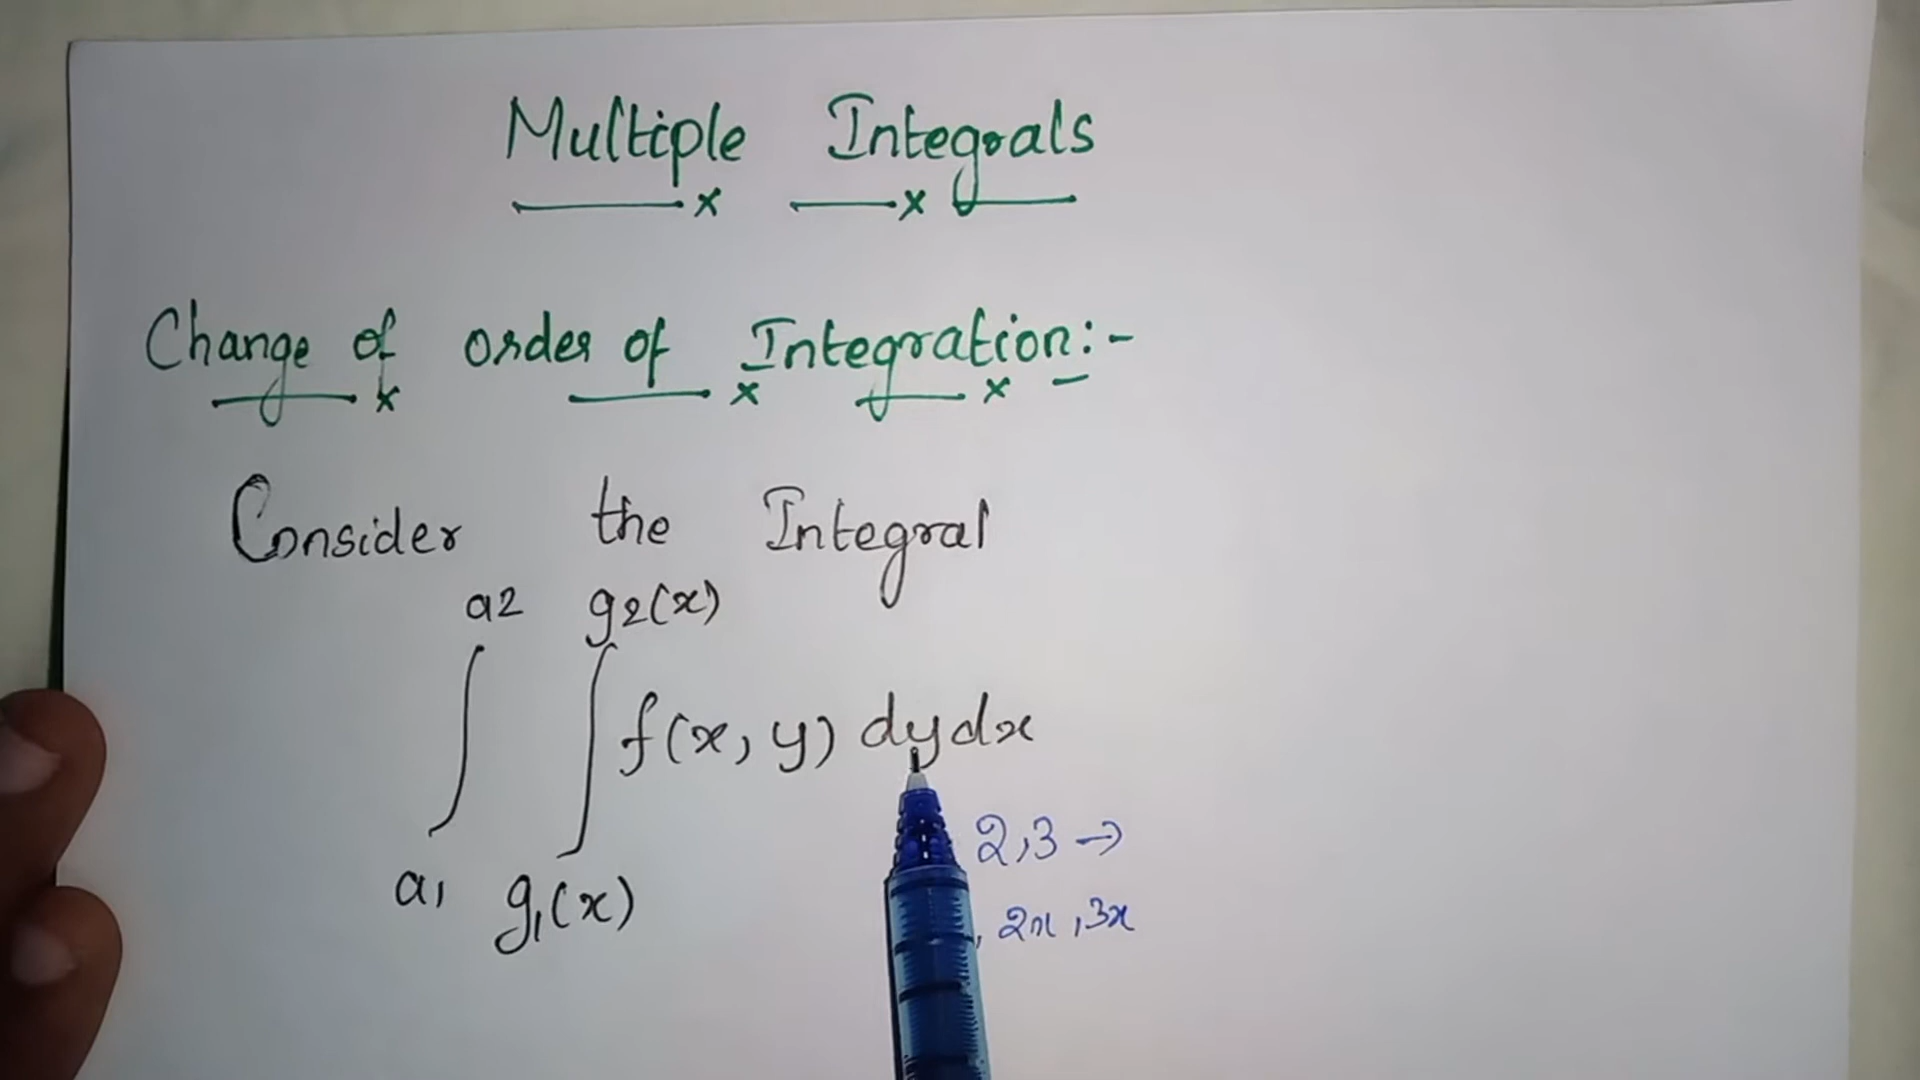 Multiple Integrals
Change of order of Integration:-
Consider the Integral
a2 g2(x)
∫ ∫ f(x, y) dydx
a1 g1(x)
2,3 →
, 2x , 3x